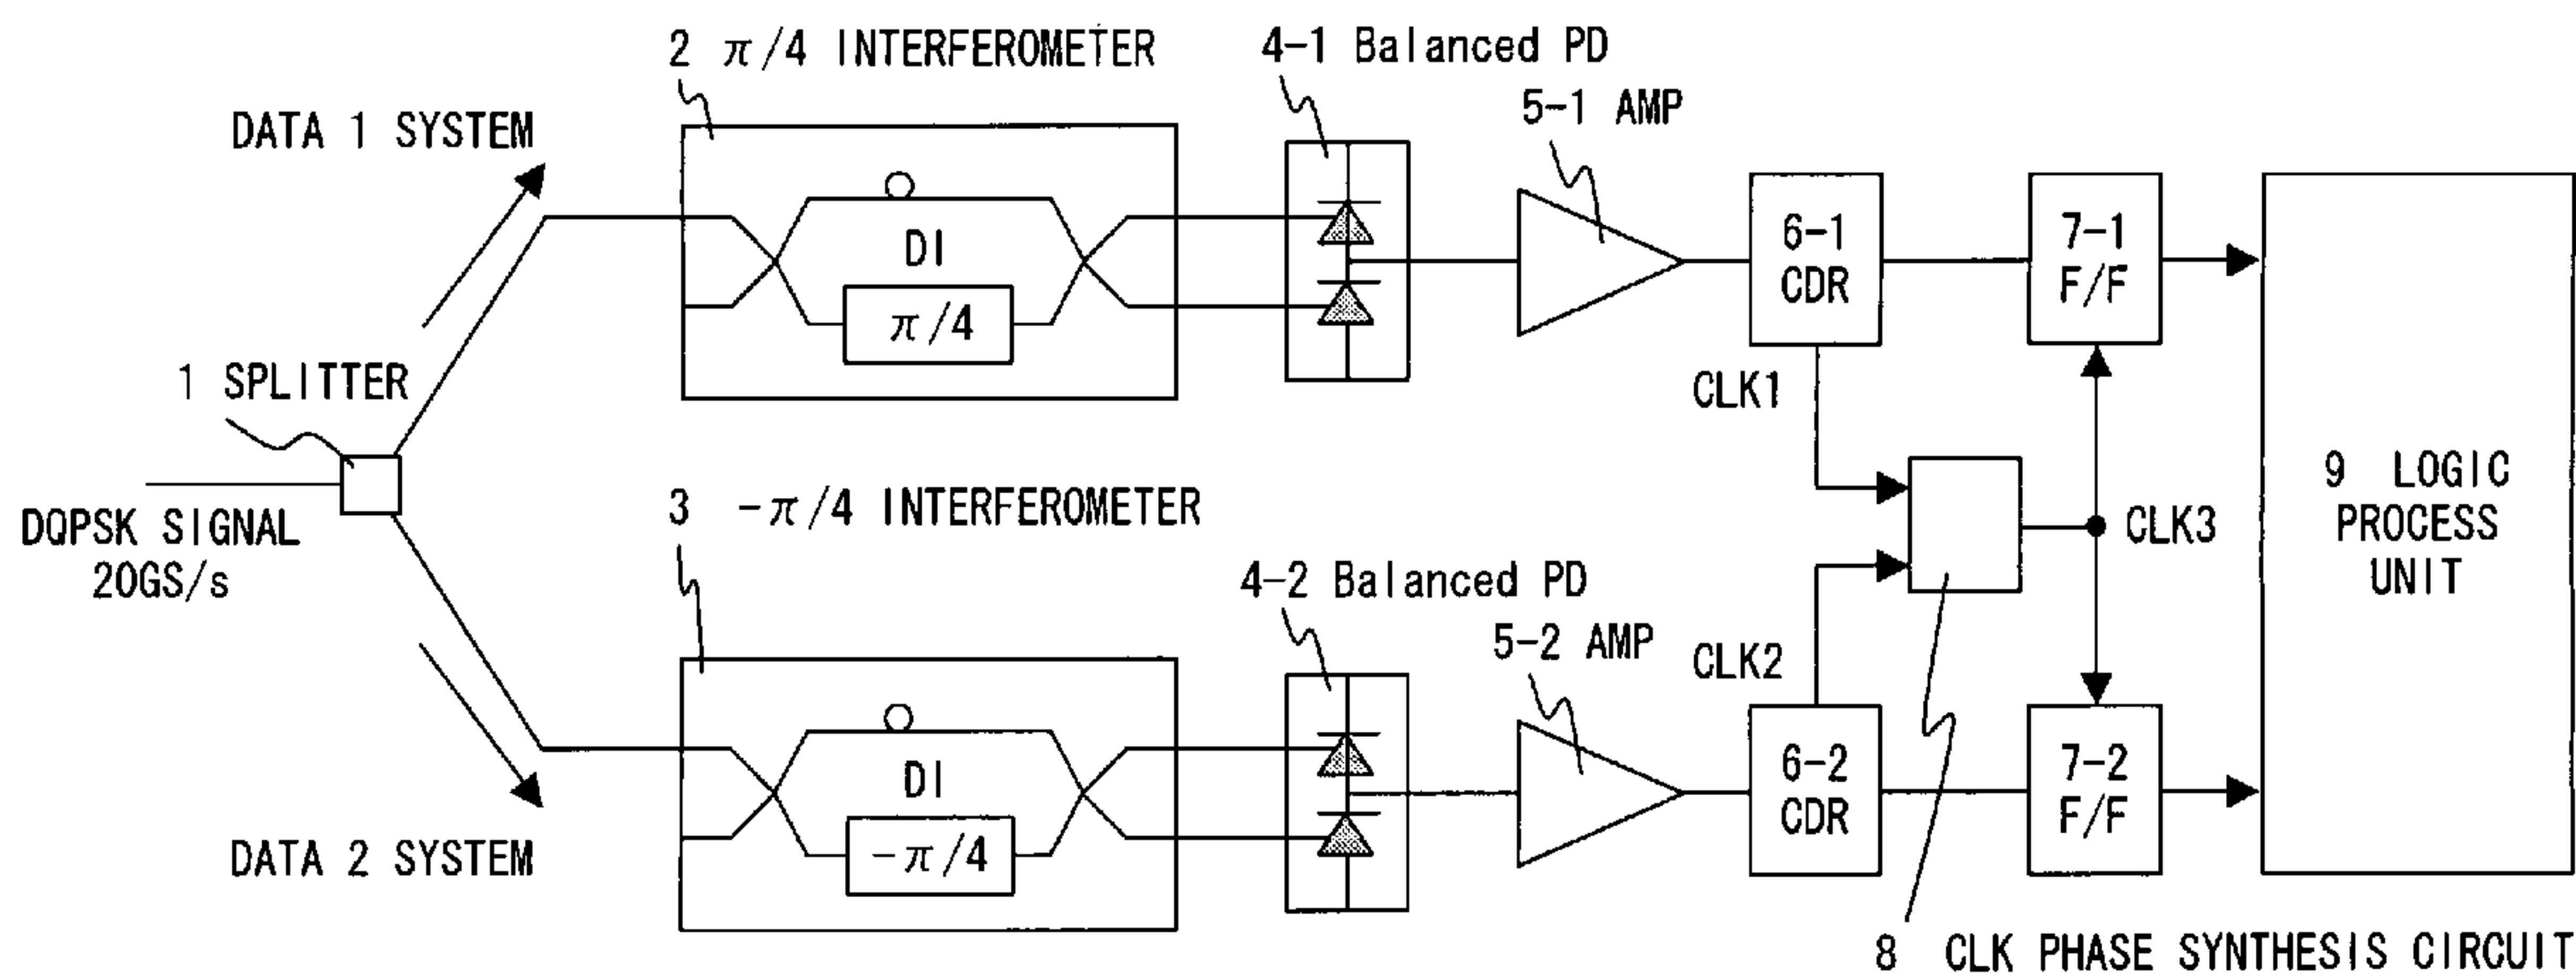 2 π/4 INTERFEROMETER
4-1 Balanced PD
5-1 AMP
DATA 1 SYSTEM
DI
π/4
6-1
CDR
7-1
F/F
1 SPLITTER
CLK1
DQPSK SIGNAL
20GS/s
3 -π/4 INTERFEROMETER
CLK3
9 LOGIC
PROCESS
UNIT
4-2 Balanced PD
5-2 AMP
CLK2
DI
-π/4
6-2
CDR
7-2
F/F
DATA 2 SYSTEM
8 CLK PHASE SYNTHESIS CIRCUIT